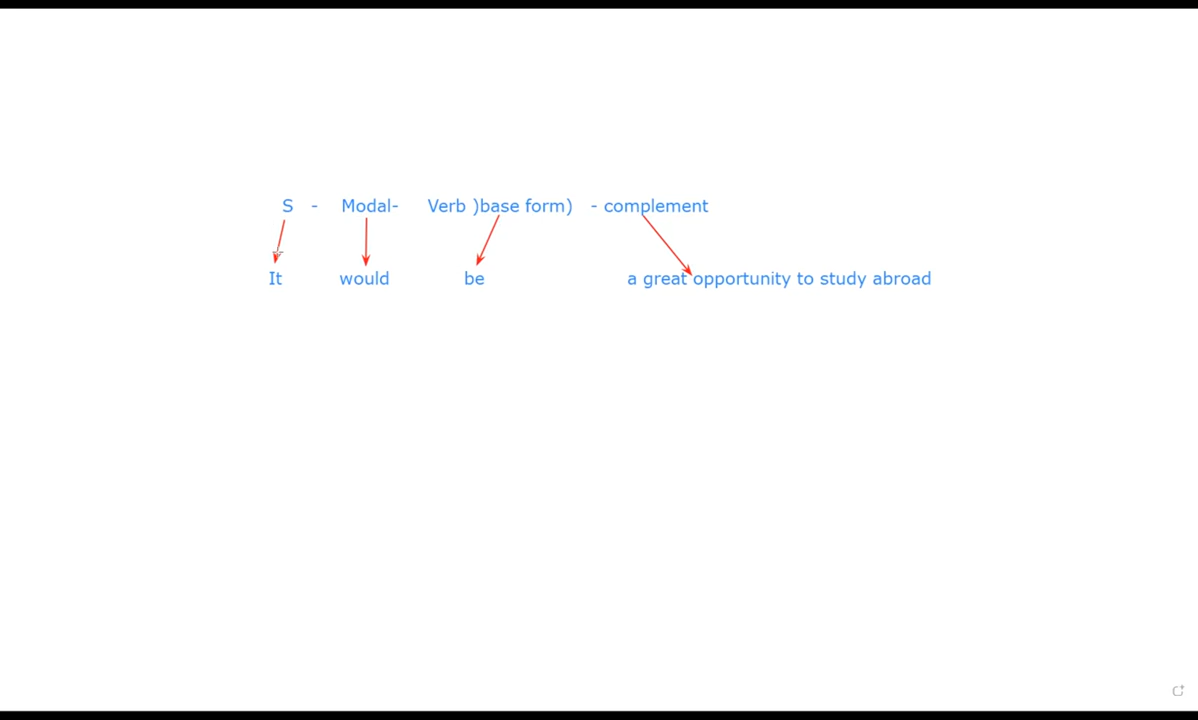 S - Modal- Verb )base form) - complement
It would be a great opportunity to study abroad